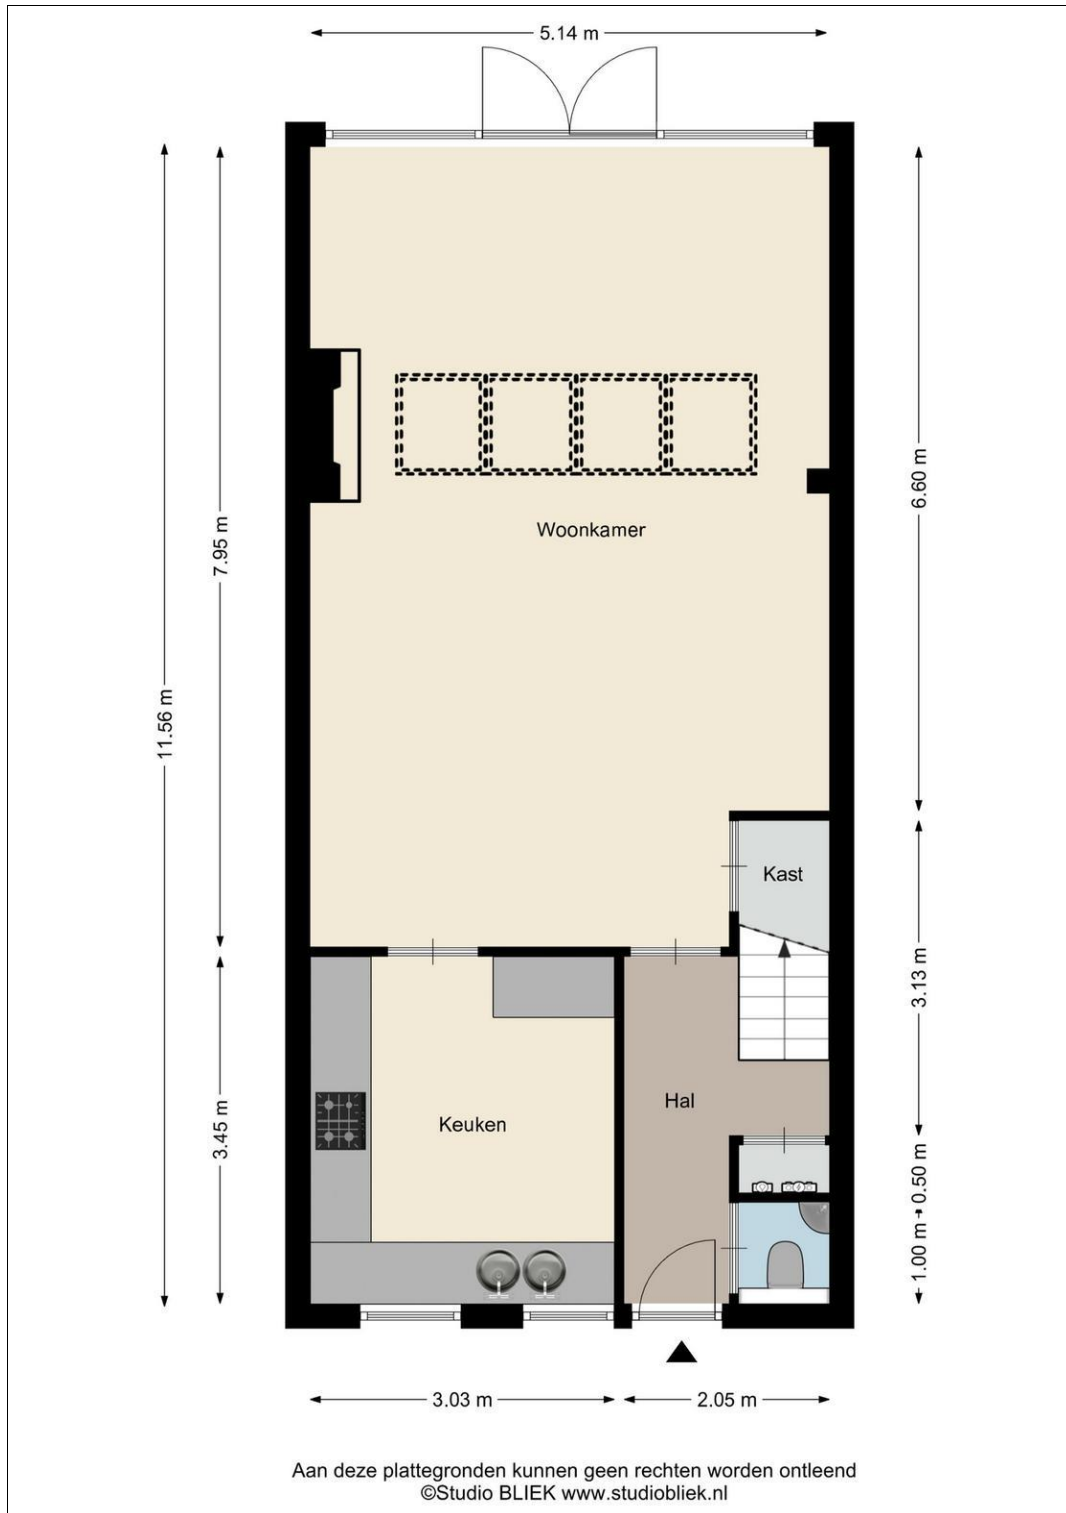 5.14 m
11.56 m
7.95 m
6.60 m
Woonkamer
Kast
3.13 m
3.45 m
Keuken
Hal
0.50 m
1.00 m
3.03 m
2.05 m
Aan deze plattegronden kunnen geen rechten worden ontleend
©Studio BLIEK www.studiobliek.nl